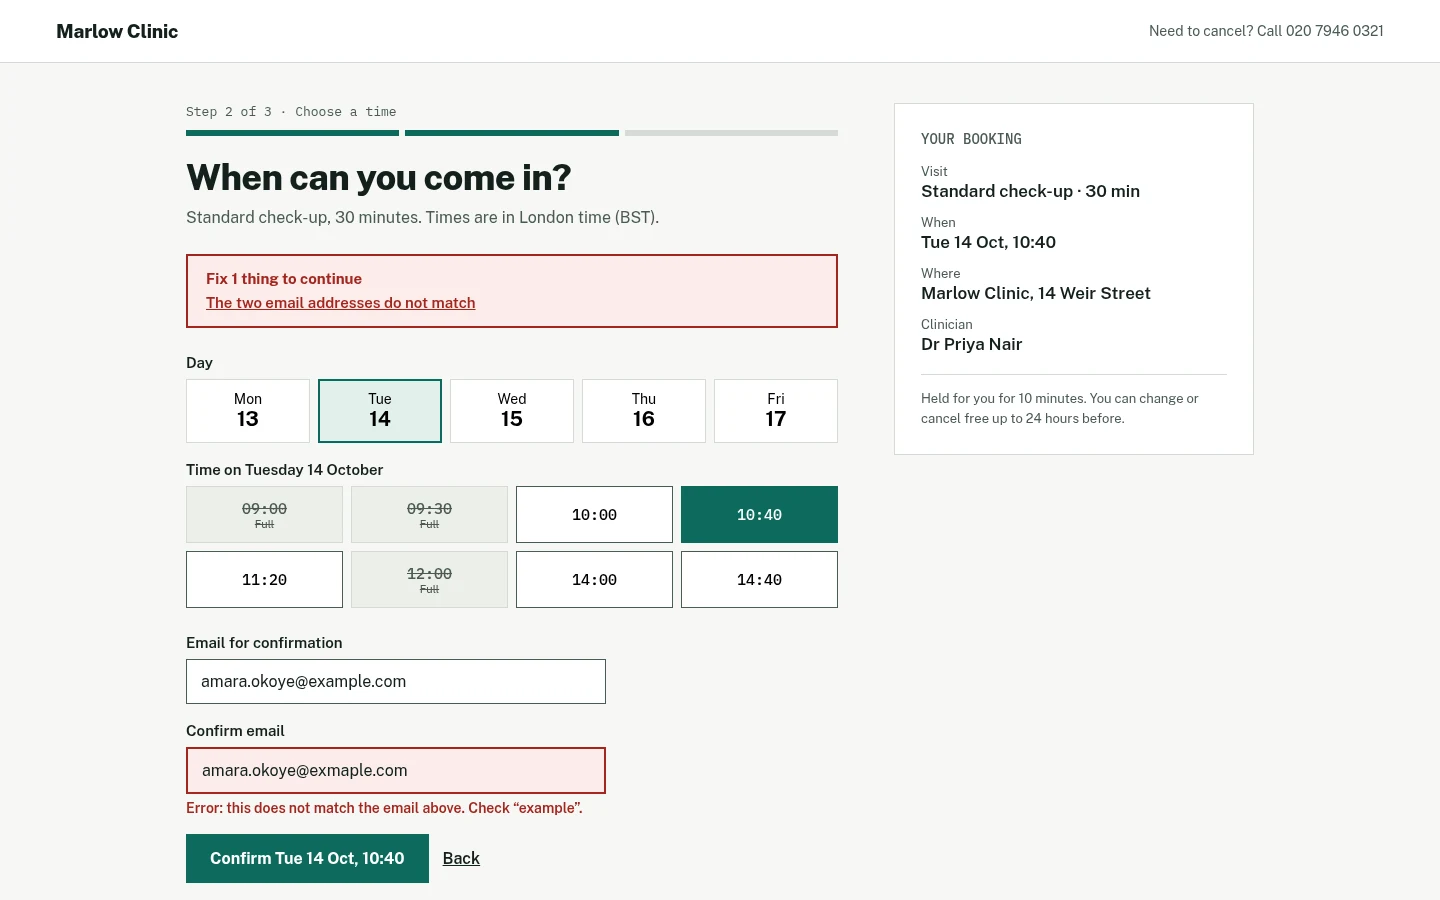 Marlow Clinic
Need to cancel? Call 020 7946 0321
Step 2 of 3 · Choose a time
When can you come in?
Standard check-up, 30 minutes. Times are in London time (BST).
Fix 1 thing to continue
The two email addresses do not match
Day
Mon
13
Tue
14
Wed
15
Thu
16
Fri
17
Time on Tuesday 14 October
09:00
Full
09:30
Full
10:00
10:40
11:20
12:00
Full
14:00
14:40
Email for confirmation
amara.okoye@example.com
Confirm email
amara.okoye@exmaple.com
Error: this does not match the email above. Check “example”.
Confirm Tue 14 Oct, 10:40
Back
YOUR BOOKING
Visit
Standard check-up · 30 min
When
Tue 14 Oct, 10:40
Where
Marlow Clinic, 14 Weir Street
Clinician
Dr Priya Nair
Held for you for 10 minutes. You can change or
cancel free up to 24 hours before.